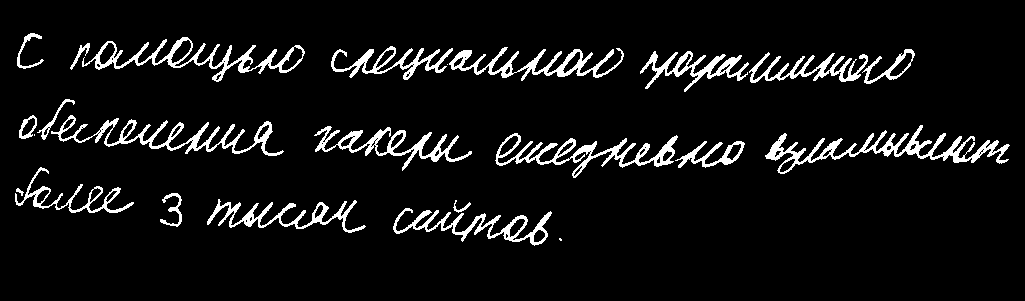 С помощью специального программного
обеспечения хакеры ежедневно взламывают
более 3 тысяч сайтов.